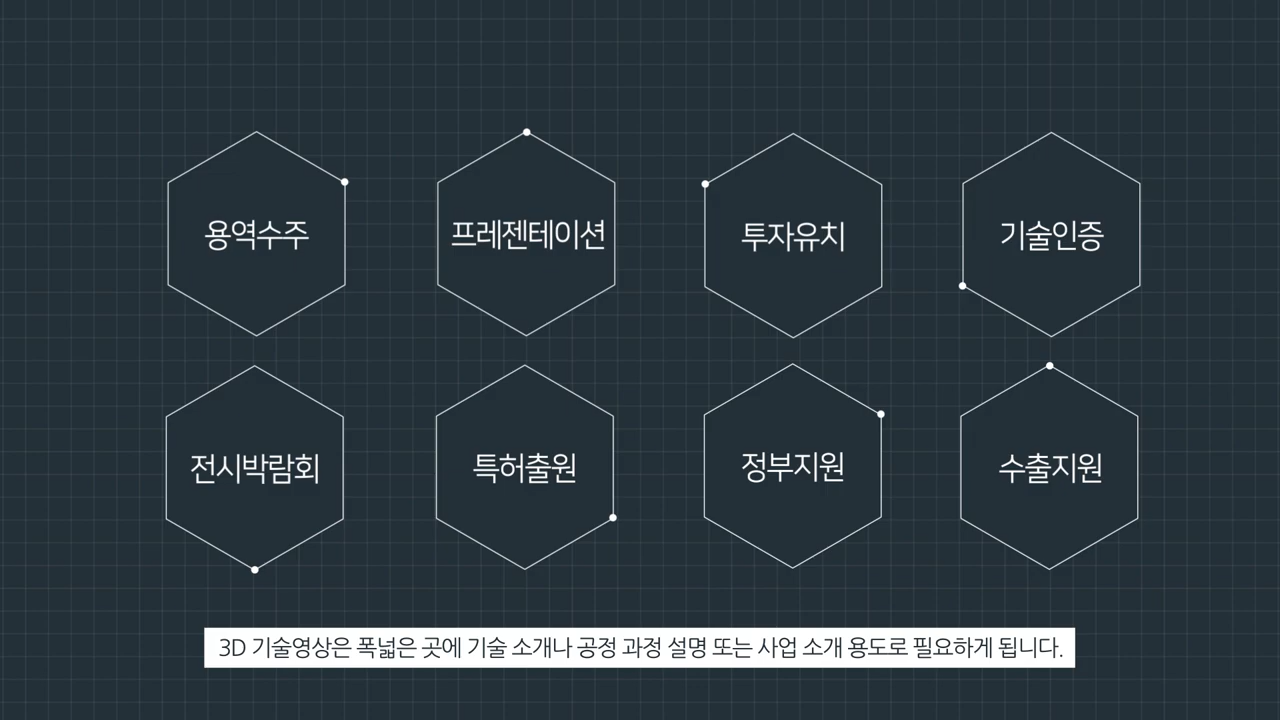 용역수주
프레젠테이션
투자유치
기술인증
전시박람회
특허출원
정부지원
수출지원
3D 기술영상은 폭넓은 곳에 기술 소개나 공정 과정 설명 또는 사업 소개 용도로 필요하게 됩니다.